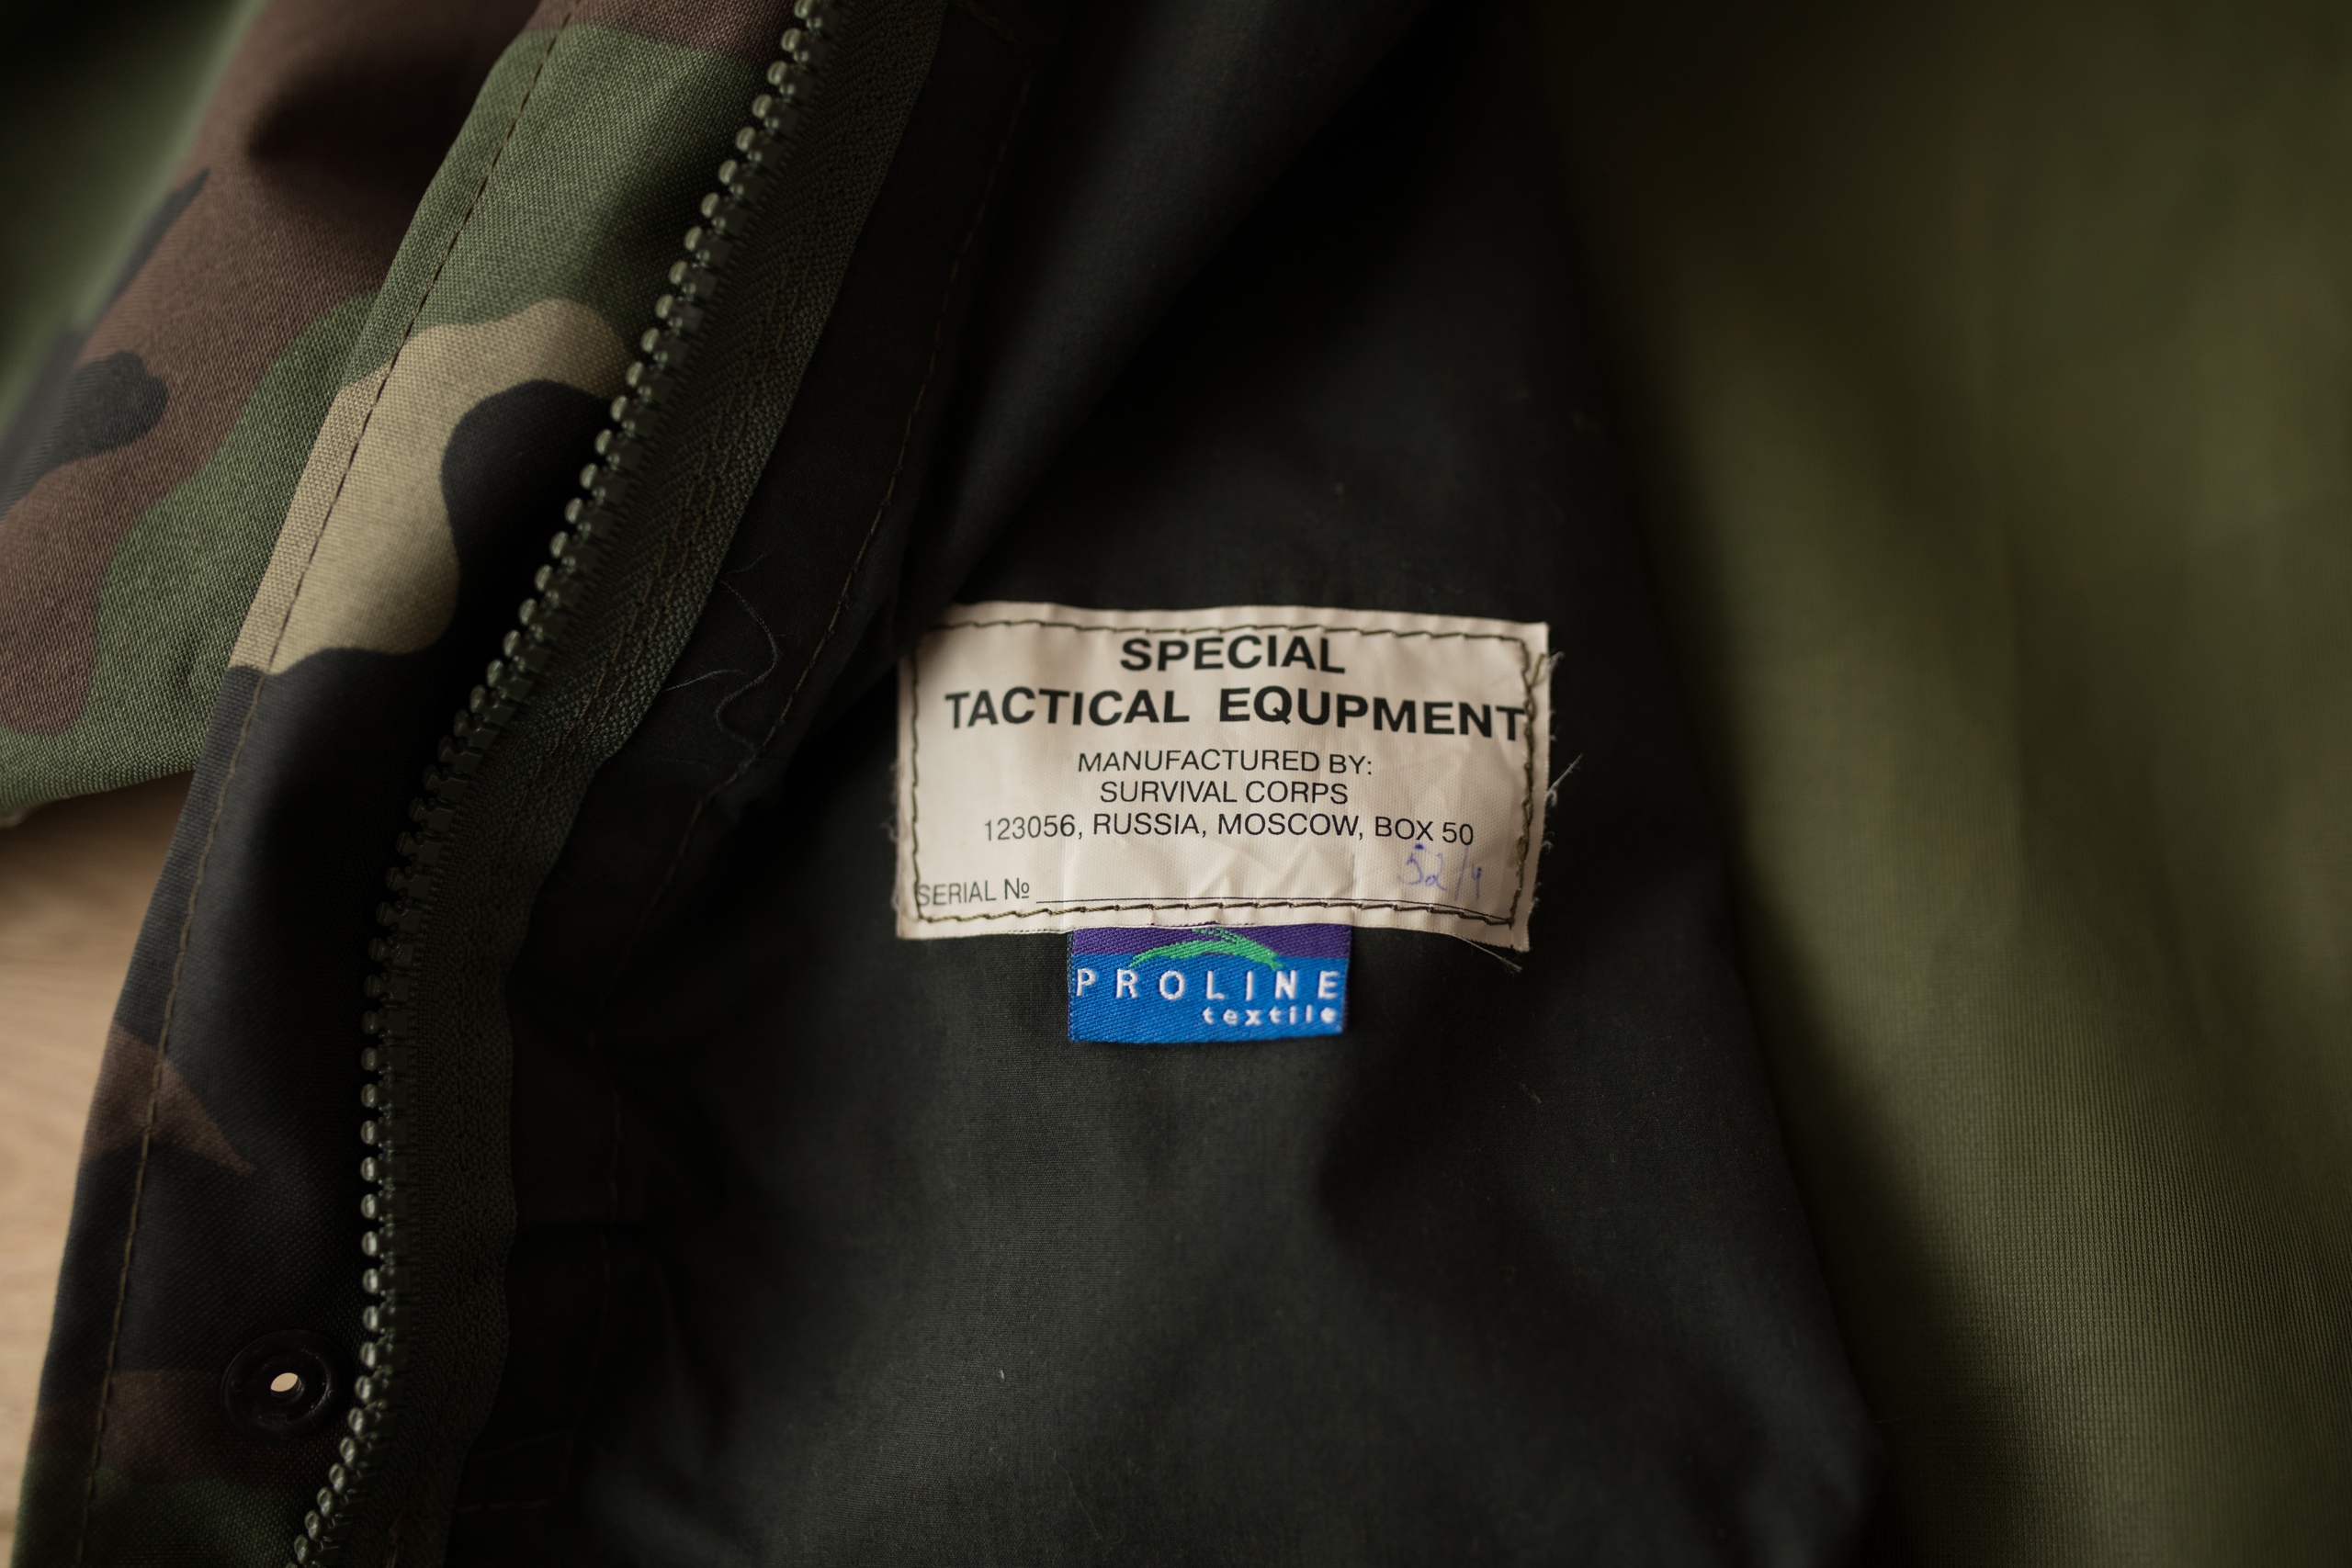 SPECIAL
TACTICAL EQUPMENT
MANUFACTURED BY:
SURVIVAL CORPS
123056, RUSSIA, MOSCOW, BOX 50
52/4
SERIAL №
PROLINE
textile